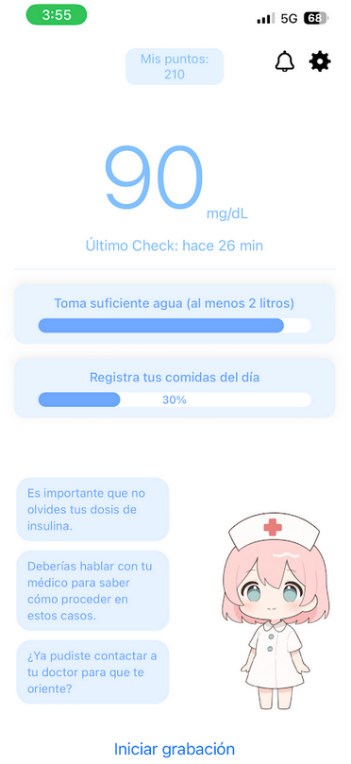 3:55
5G 68
Mis puntos:
210
90 mg/dL
Último Check: hace 26 min
Toma suficiente agua (al menos 2 litros)
Registra tus comidas del día
30%
Es importante que no
olvides tus dosis de
insulina.
Deberías hablar con tu
médico para saber
cómo proceder en
estos casos.
¿Ya pudiste contactar a
tu doctor para que te
oriente?
Iniciar grabación